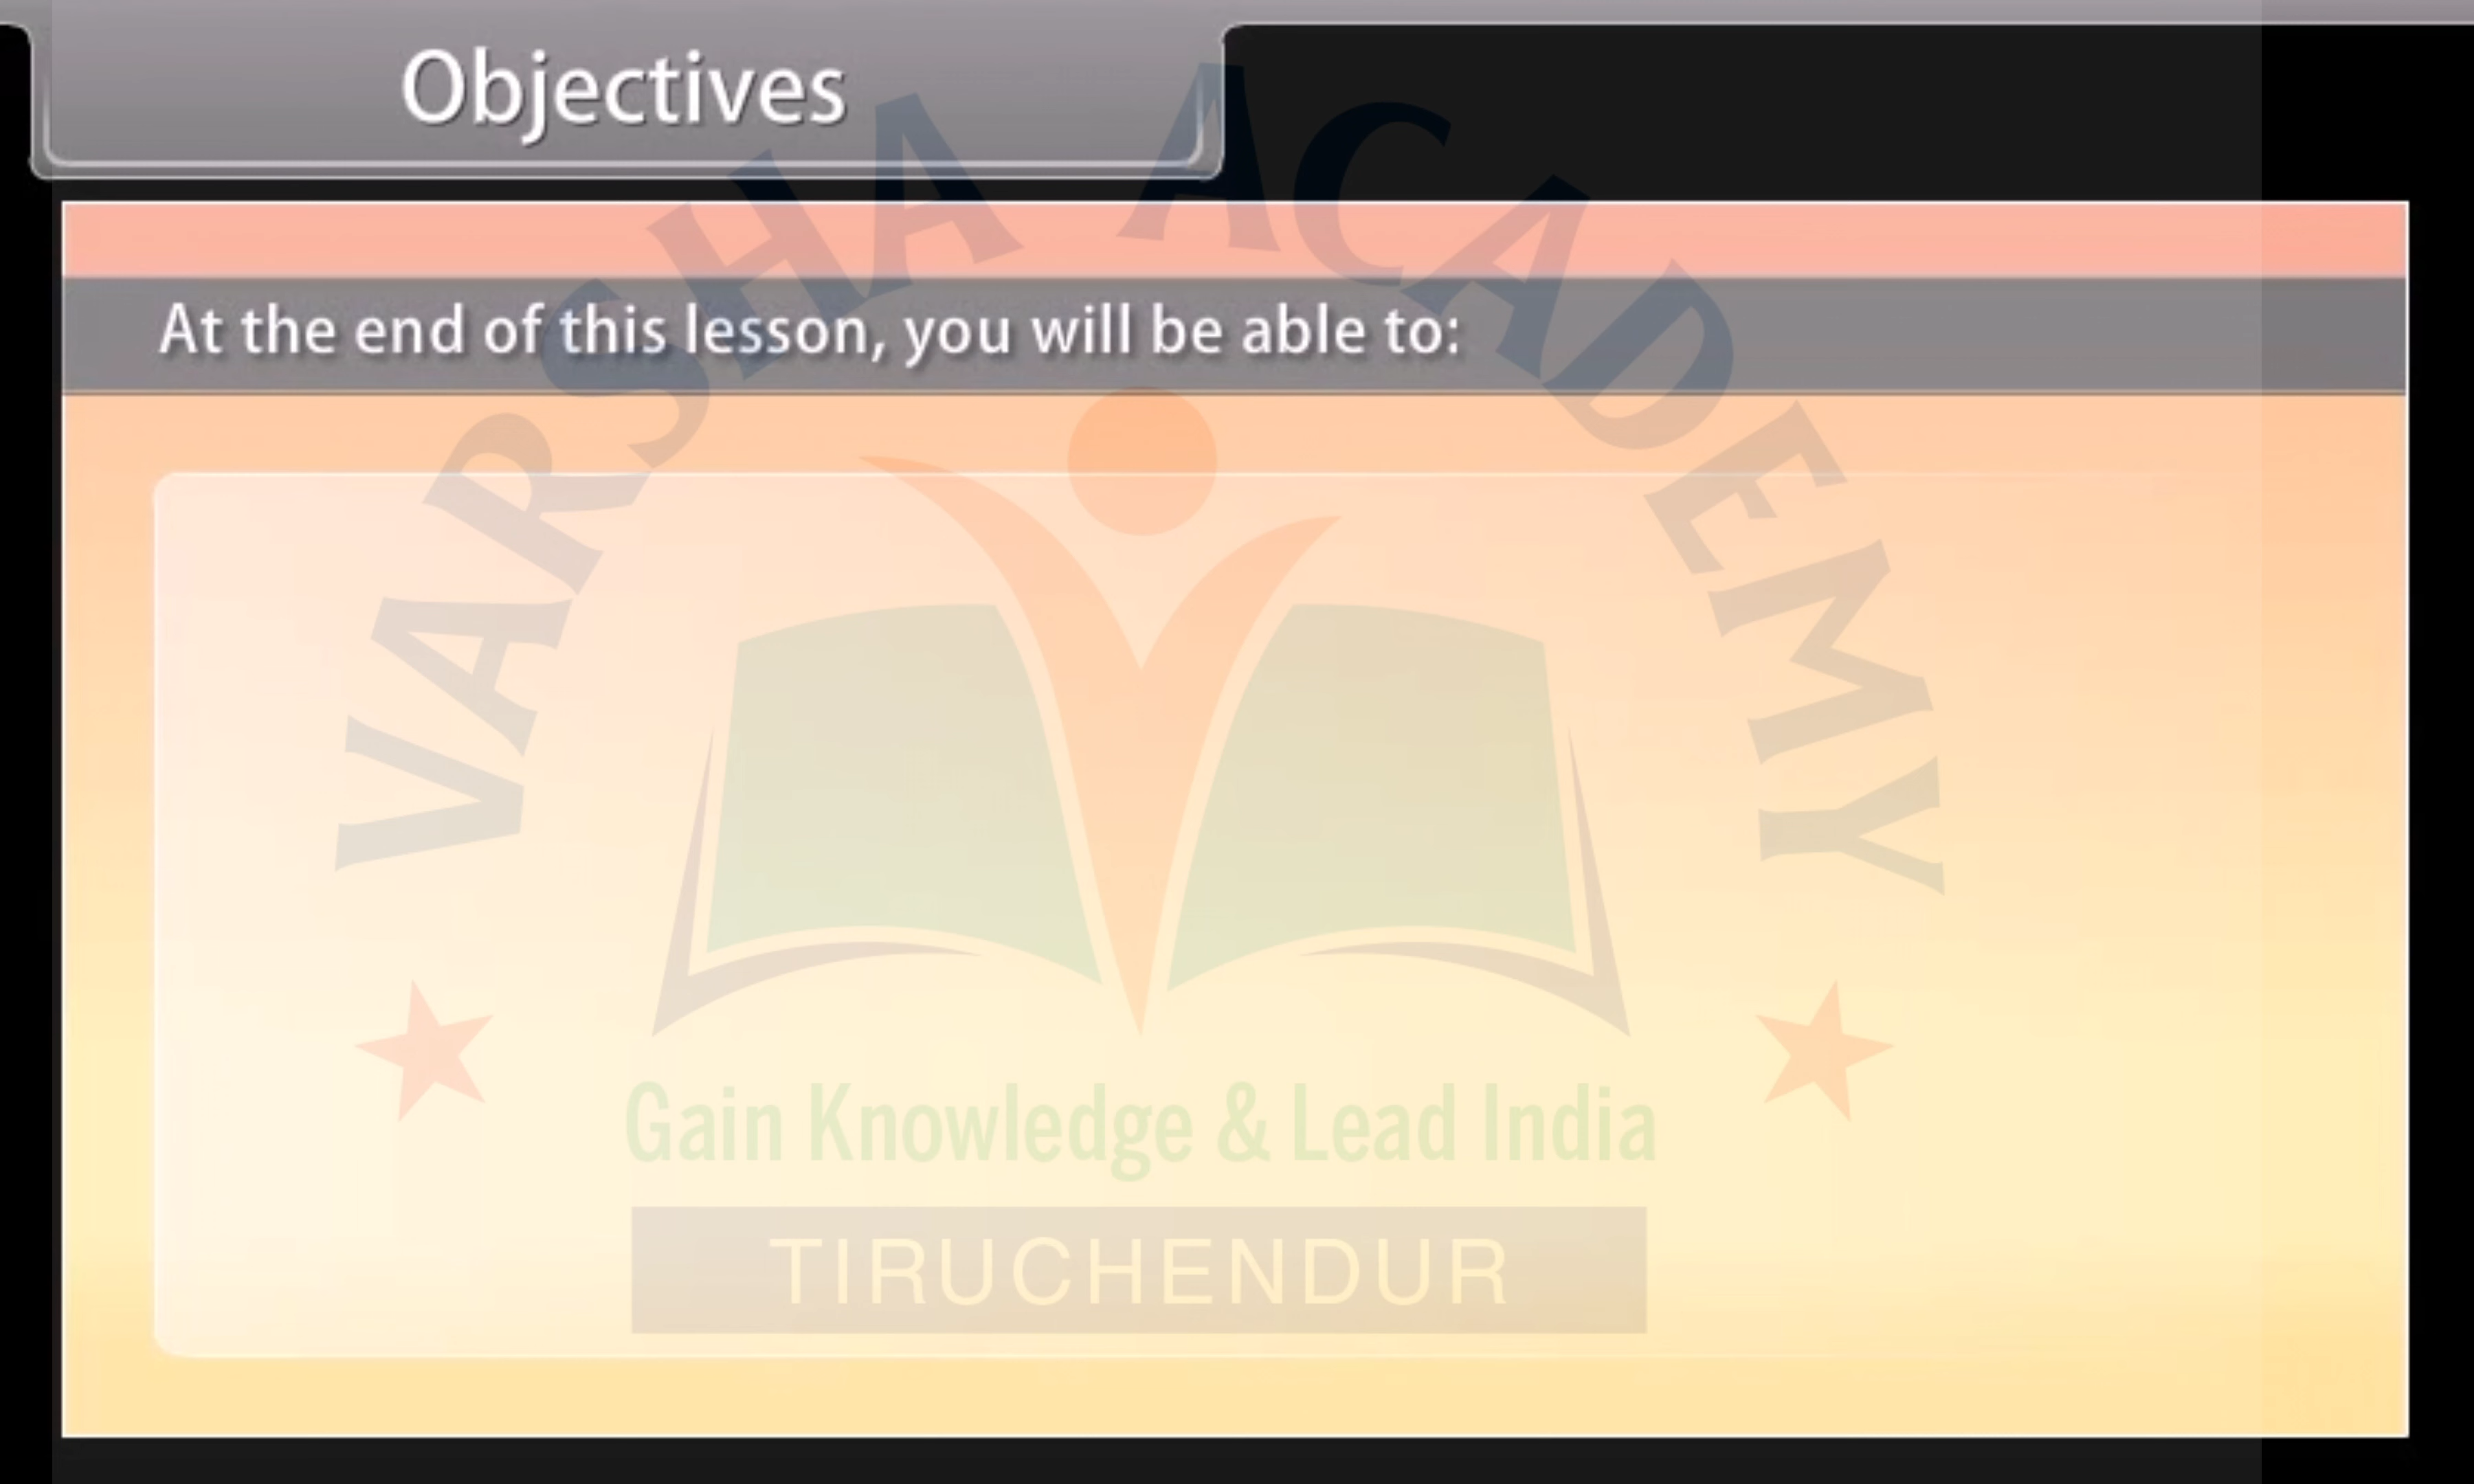 Objectives
VARSHA ACADEMY
At the end of this lesson, you will be able to:
Gain Knowledge & Lead India
TIRUCHENDUR